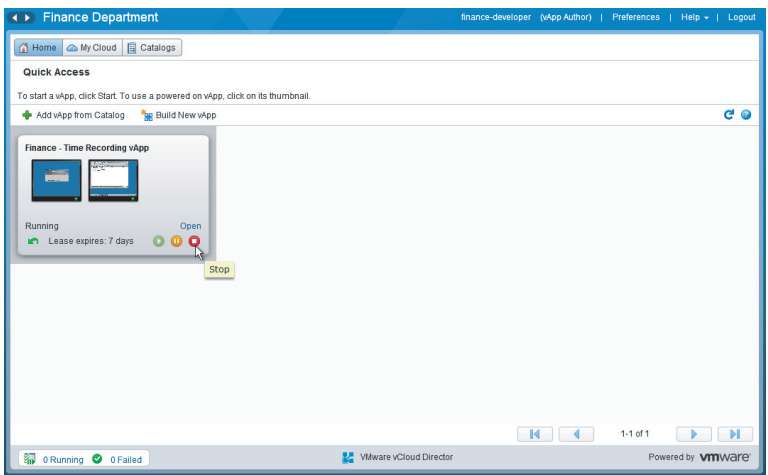 Finance Department
finance-developer (vApp Author) | Preferences | Help | Logout
Home My Cloud Catalogs
Quick Access
To start a vApp, click Start. To use a powered on vApp, click on its thumbnail.
Add vApp from Catalog Build New vApp
Finance - Time Recording vApp
Running Open
Lease expires: 7 days
Stop
1-1 of 1
0 Running 0 Failed VMware vCloud Director Powered by vmware